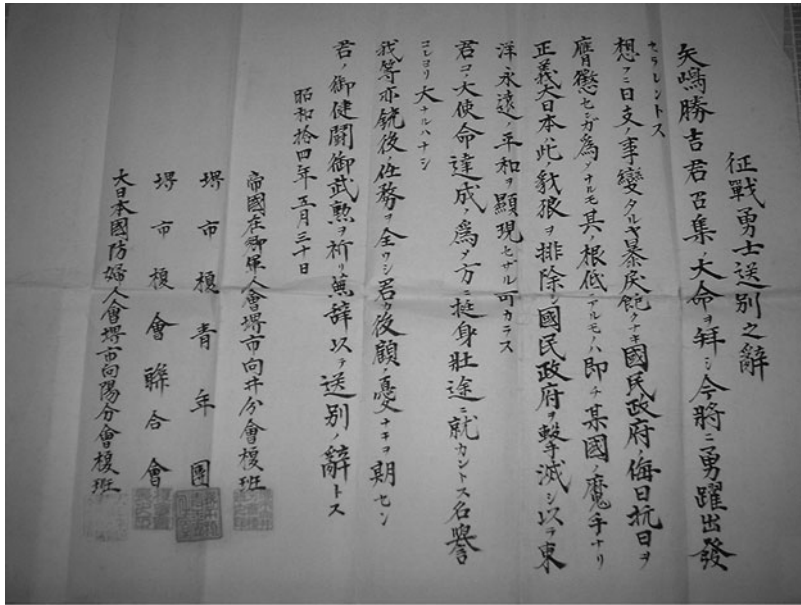 征戰勇士送別之辭
矢嶋勝吉君召集ノ大命ヲ拜シ今將ニ勇躍出發
セラレントス
想フニ日支ノ事變タルヤ暴戻飽クナキ國民政府ノ侮日抗日ヲ
膺懲センガ為メナルモ其ノ根低ニアルモノハ即チ某國ノ魔手ナリ
正義大日本ハ此ノ豺狼ヲ排除シ國民政府ヲ擊滅シ以テ東
洋永遠ノ平和ヲ顯現セザル可カラス
君コノ大使命達成ノ為メ方ニ挺身壯途ニ就カントス名譽
コレヨリ大ナルハナシ
我等亦銃後ノ任務ヲ全ウシ君ヲ後顧ノ憂ナキヲ期セン
君ノ御健闘御武勲ヲ祈リ蕪辞以テ送別ノ辭トス
昭和拾四年五月三十日
帝國在郷軍人會堺市向井分會榎班
堺市榎青年團
堺市榎會聯合會
大日本國防婦人會堺市向陽分會榎班